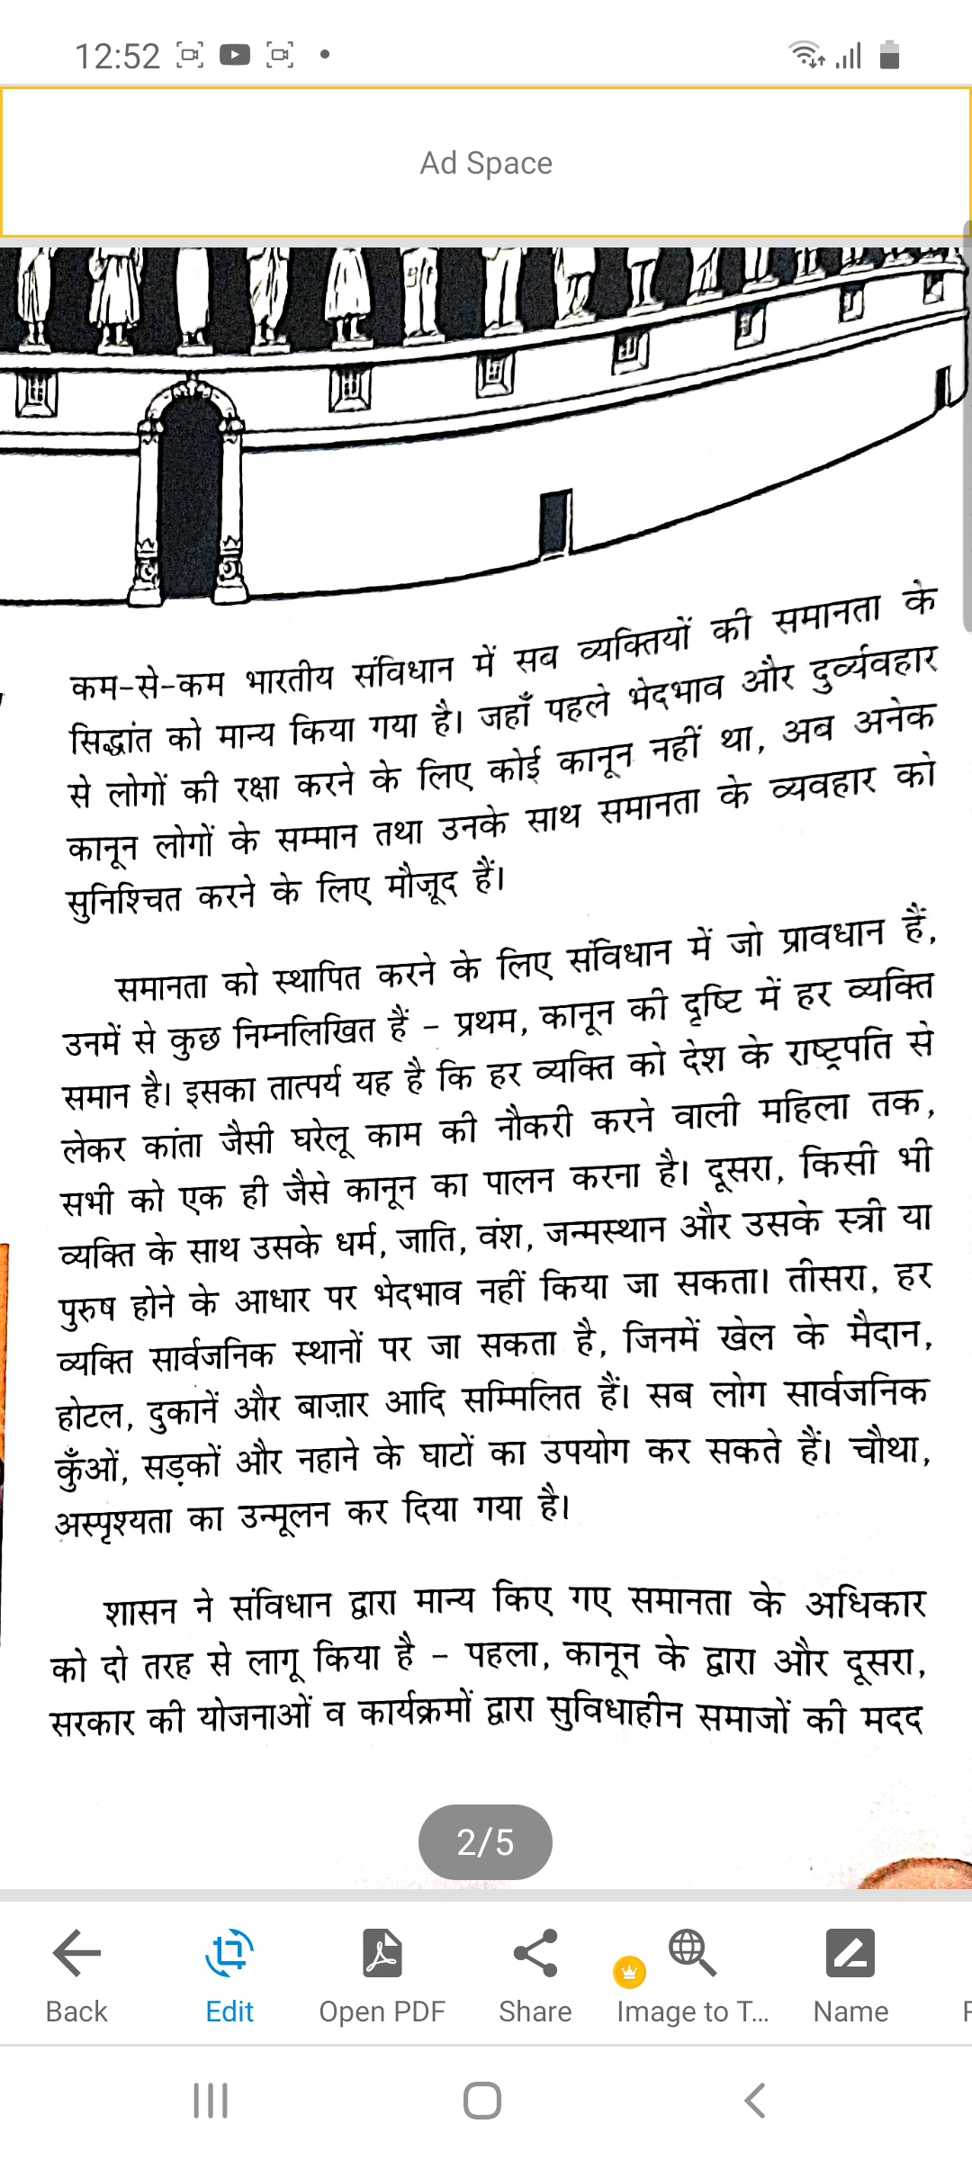 12:52
Ad Space
कम-से-कम भारतीय संविधान में सब व्यक्तियों की समानता के
सिद्धांत को मान्य किया गया है। जहाँ पहले भेदभाव और दुर्व्यवहार
से लोगों की रक्षा करने के लिए कोई कानून नहीं था, अब अनेक
कानून लोगों के सम्मान तथा उनके साथ समानता के व्यवहार को
सुनिश्चित करने के लिए मौज़ूद हैं।
समानता को स्थापित करने के लिए संविधान में जो प्रावधान हैं,
उनमें से कुछ निम्नलिखित हैं - प्रथम, कानून की दृष्टि में हर व्यक्ति
समान है। इसका तात्पर्य यह है कि हर व्यक्ति को देश के राष्ट्रपति से
लेकर कांता जैसी घरेलू काम की नौकरी करने वाली महिला तक,
सभी को एक ही जैसे कानून का पालन करना है। दूसरा, किसी भी
व्यक्ति के साथ उसके धर्म, जाति, वंश, जन्मस्थान और उसके स्त्री या
पुरुष होने के आधार पर भेदभाव नहीं किया जा सकता। तीसरा, हर
व्यक्ति सार्वजनिक स्थानों पर जा सकता है, जिनमें खेल के मैदान,
होटल, दुकानें और बाज़ार आदि सम्मिलित हैं। सब लोग सार्वजनिक
कुँओं, सड़कों और नहाने के घाटों का उपयोग कर सकते हैं। चौथा,
अस्पृश्यता का उन्मूलन कर दिया गया है।
शासन ने संविधान द्वारा मान्य किए गए समानता के अधिकार
को दो तरह से लागू किया है - पहला, कानून के द्वारा और दूसरा,
सरकार की योजनाओं व कार्यक्रमों द्वारा सुविधाहीन समाजों की मदद
2/5
Back Edit Open PDF Share Image to T... Name